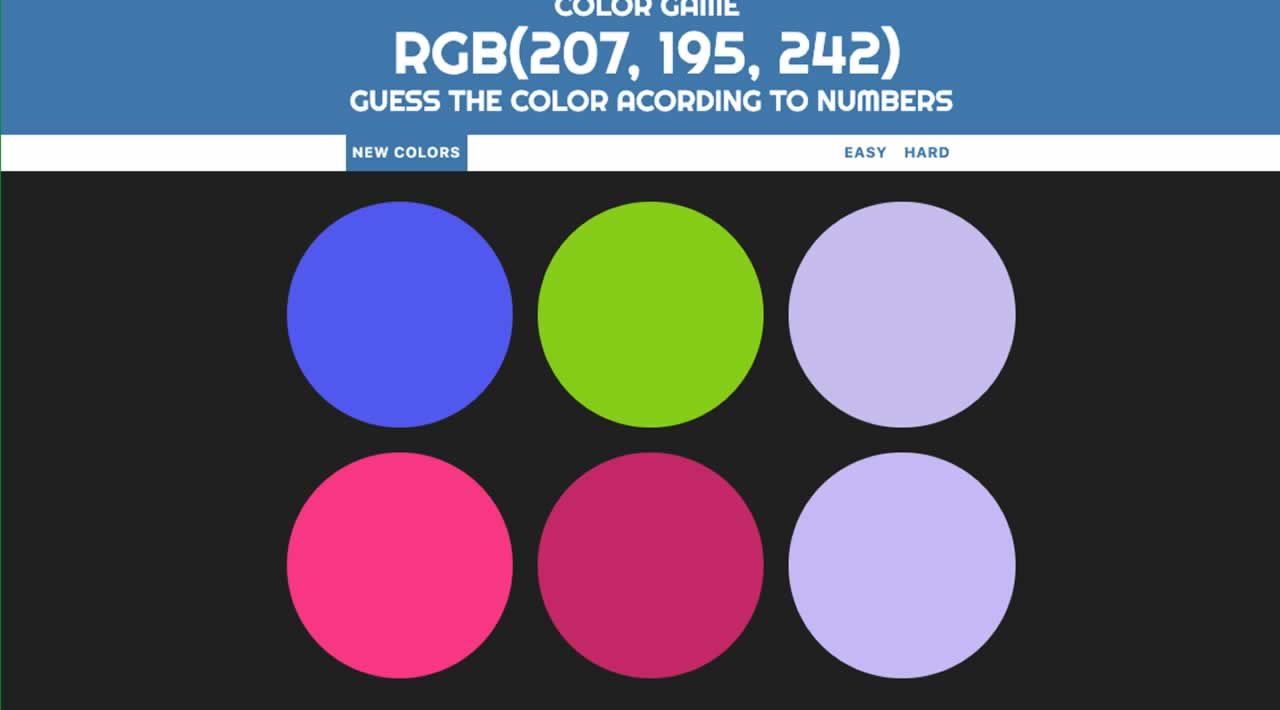 COLOR GAME
RGB(207, 195, 242)
GUESS THE COLOR ACORDING TO NUMBERS
NEW COLORS
EASY HARD